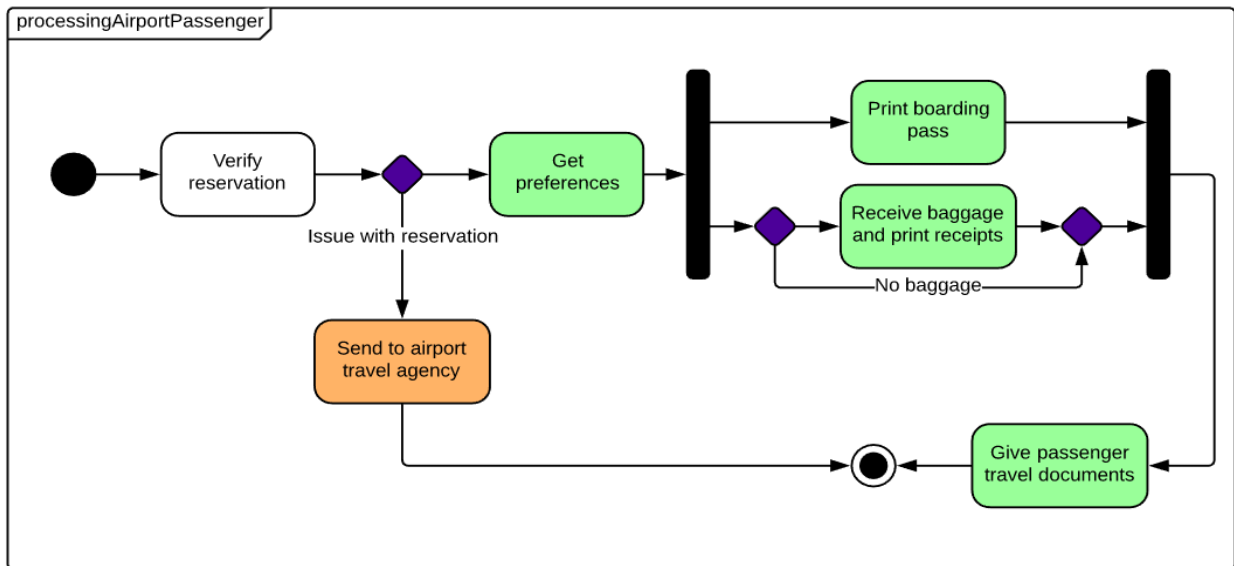 processingAirportPassenger
Verify
reservation
Get
preferences
Print boarding
pass
Receive baggage
and print receipts
Issue with reservation
No baggage
Send to airport
travel agency
Give passenger
travel documents